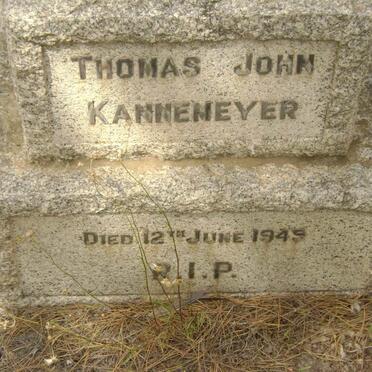 THOMAS JOHN
KANNEMEYER
DIED 12TH JUNE 1945
R.I.P.